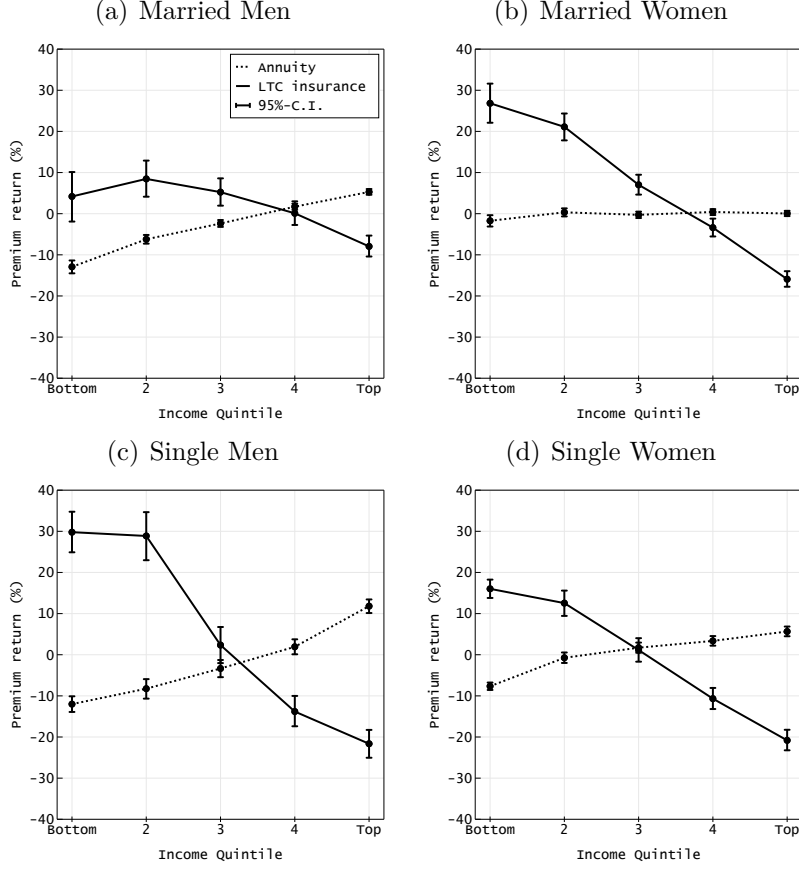 (a) Married Men
(b) Married Women
Annuity
LTC insurance
95%-C.I.
Premium return (%)
40
30
20
10
0
-10
-20
-30
-40
Bottom 2 3 4 Top
Income Quintile
Premium return (%)
40
30
20
10
0
-10
-20
-30
-40
Bottom 2 3 4 Top
Income Quintile
(c) Single Men
(d) Single Women
Premium return (%)
40
30
20
10
0
-10
-20
-30
-40
Bottom 2 3 4 Top
Income Quintile
Premium return (%)
40
30
20
10
0
-10
-20
-30
-40
Bottom 2 3 4 Top
Income Quintile